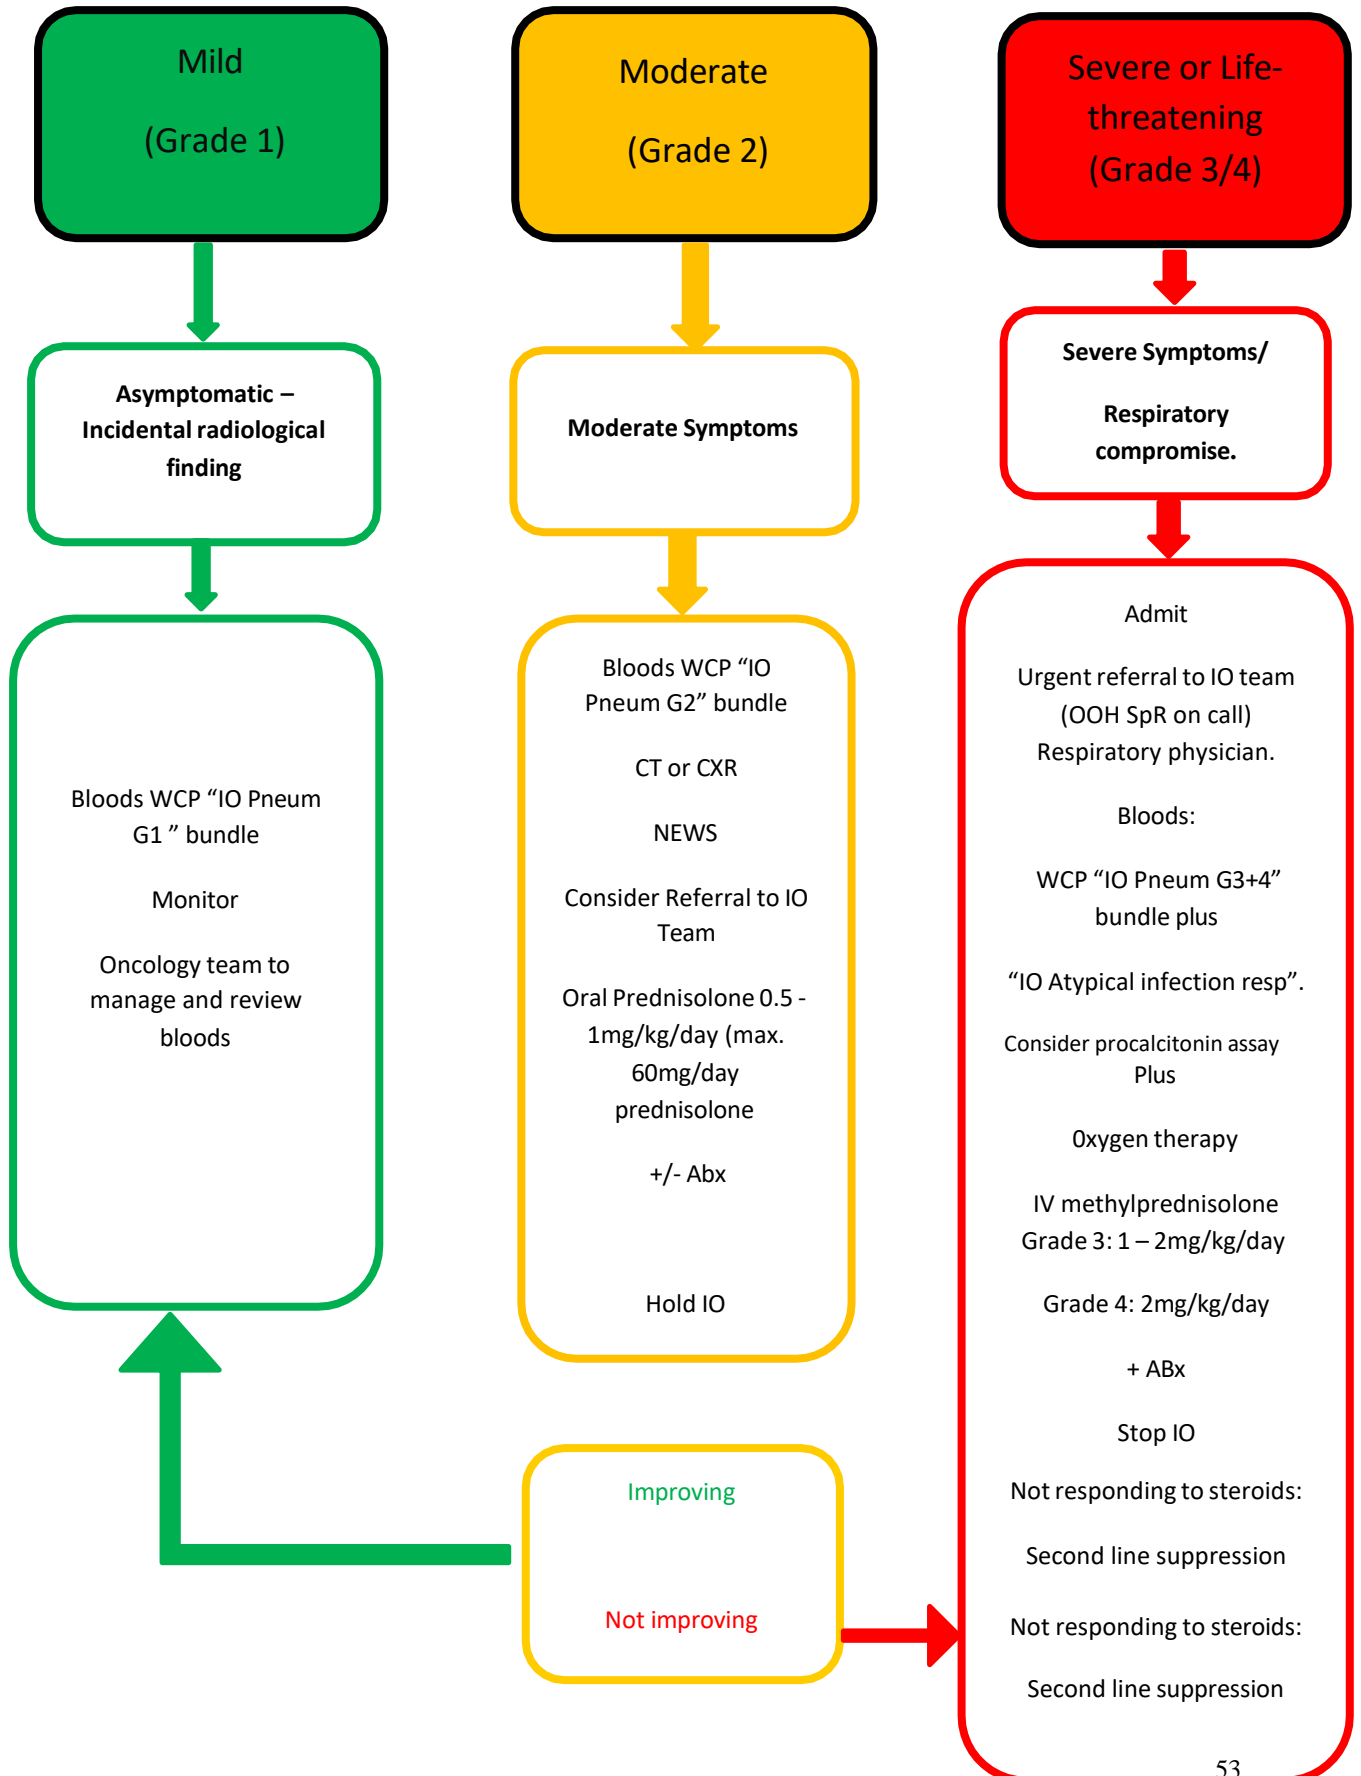 Mild
(Grade 1)
Asymptomatic –
Incidental radiological
finding
Bloods WCP “IO Pneum
G1 ” bundle
Monitor
Oncology team to
manage and review
bloods
Moderate
(Grade 2)
Moderate Symptoms
Bloods WCP “IO
Pneum G2” bundle
CT or CXR
NEWS
Consider Referral to IO
Team
Oral Prednisolone 0.5 -
1mg/kg/day (max.
60mg/day
prednisolone
+/- Abx
Hold IO
Improving
Not improving
Severe or Life-
threatening
(Grade 3/4)
Severe Symptoms/
Respiratory
compromise.
Admit
Urgent referral to IO team
(OOH SpR on call)
Respiratory physician.
Bloods:
WCP “IO Pneum G3+4”
bundle plus
“IO Atypical infection resp”.
Consider procalcitonin assay
Plus
0xygen therapy
IV methylprednisolone
Grade 3: 1 – 2mg/kg/day
Grade 4: 2mg/kg/day
+ ABx
Stop IO
Not responding to steroids:
Second line suppression
Not responding to steroids:
Second line suppression
53